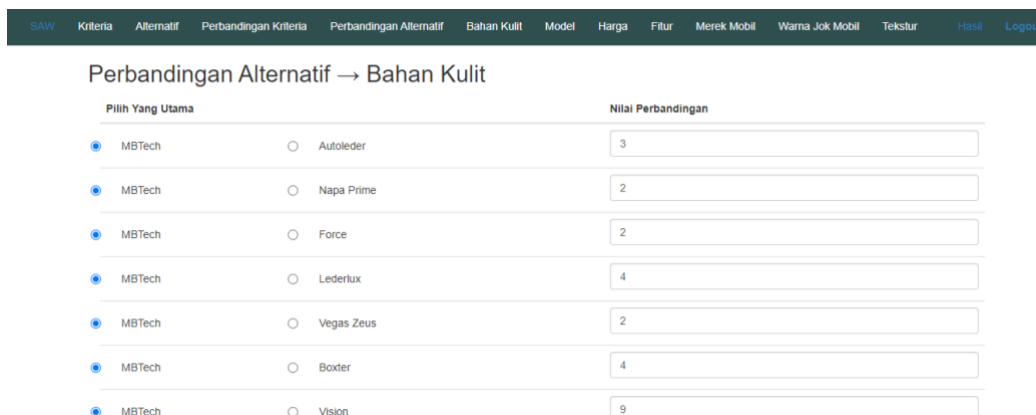 SAW Kriteria Alternatif Perbandingan Kriteria Perbandingan Alternatif Bahan Kulit Model Harga Fitur Merek Mobil Warna Jok Mobil Tekstur Hasil Logou
Perbandingan Alternatif → Bahan Kulit
Pilih Yang Utama Nilai Perbandingan
MBTech Autoleder 3
MBTech Napa Prime 2
MBTech Force 2
MBTech Lederlux 4
MBTech Vegas Zeus 2
MBTech Boxter 4
MBTech Vision 9